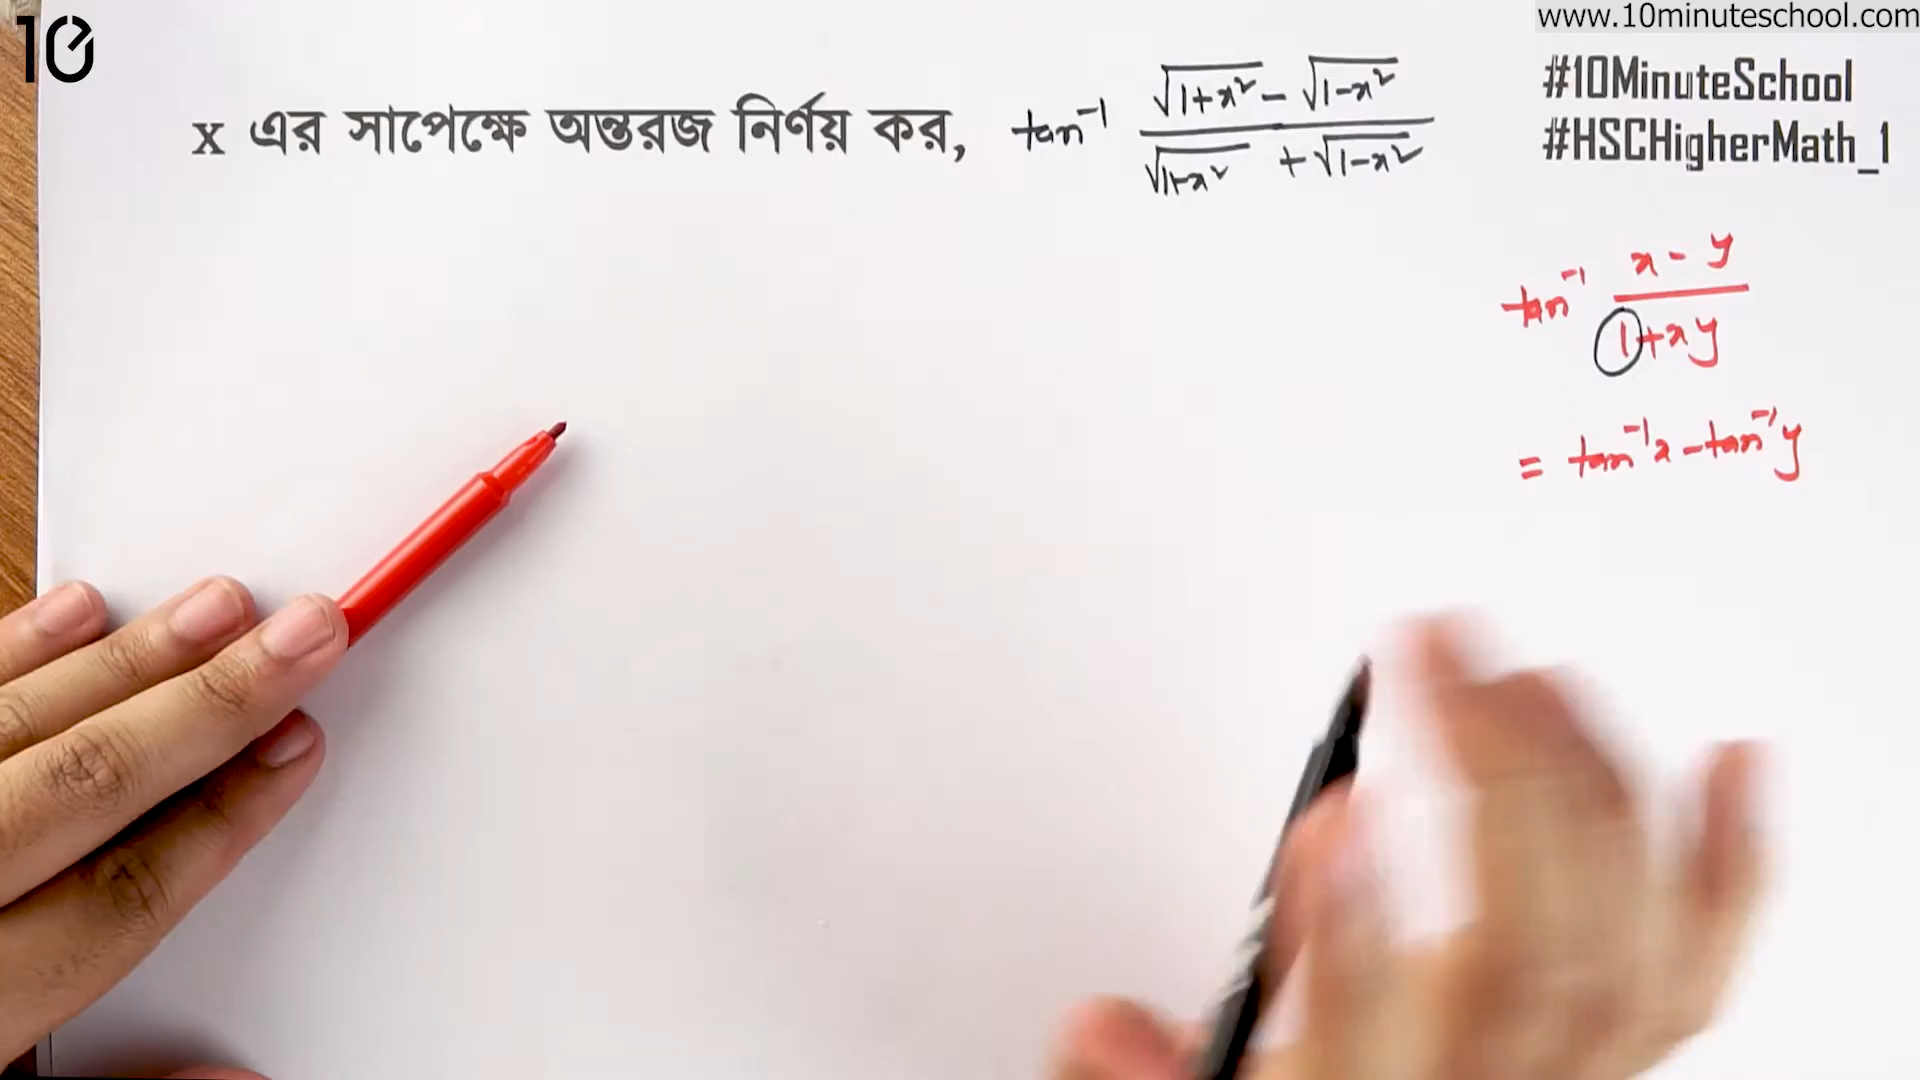 10
www.10minuteschool.com
#10MinuteSchool
#HSCHigherMath_1
x এর সাপেক্ষে অন্তরজ নির্ণয় কর, tan⁻¹ (√(1+x²) - √(1-x²)) / (√(1+x²) + √(1-x²))
tan⁻¹ (x - y) / (1 + xy)
= tan⁻¹x - tan⁻¹y